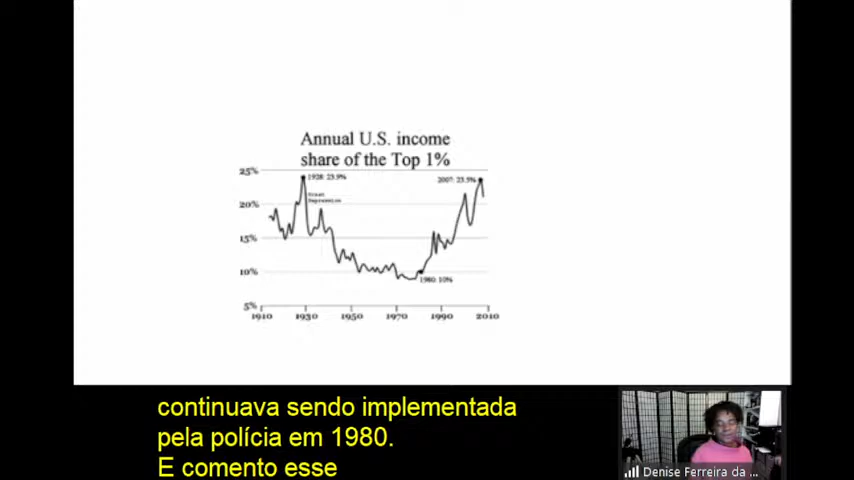 Annual U.S. income
share of the Top 1%
25%
1928: 23.9%
2007: 23.5%
Great
Depression
20%
15%
10%
1980: 10%
5%
1910 1930 1950 1970 1990 2010
continuava sendo implementada
pela polícia em 1980.
E comento esse
Denise Ferreira da ...